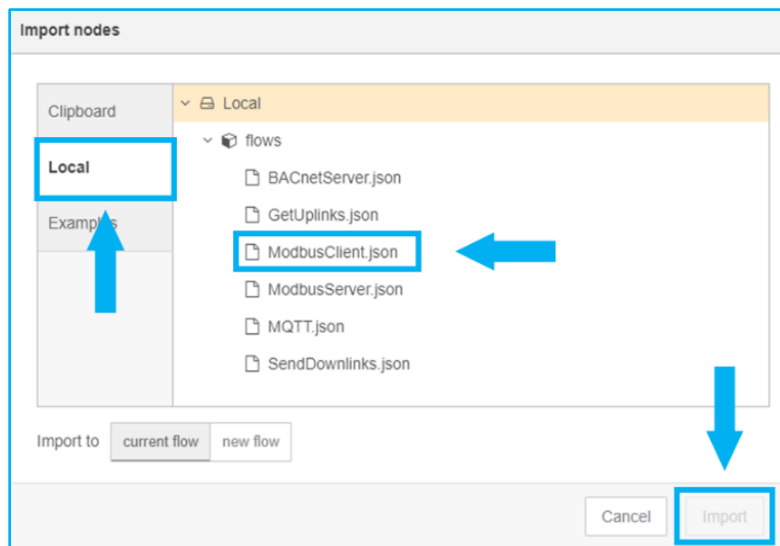 Import nodes
Clipboard
Local
Local
flows
Examples
BACnetServer.json
GetUplinks.json
ModbusClient.json
ModbusServer.json
MQTT.json
SendDownlinks.json
Import to current flow new flow
Cancel Import